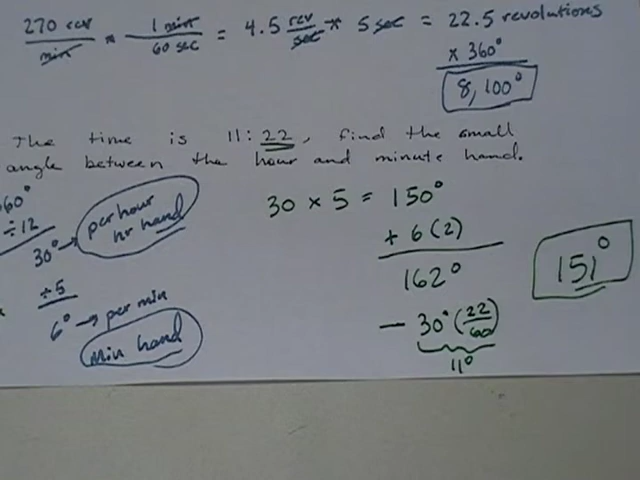 270 rev / min * 1 min / 60 sec = 4.5 rev / sec * 5 sec = 22.5 revolutions
x 360°
8,100°
The time is 11:22, find the small
angle between the hour and minute hand.
60°
÷12
30° → per hour hr hand
÷5
6° → per min
min hand
30 x 5 = 150°
+ 6(2)
162°
- 30°(22/60)
11°
151°